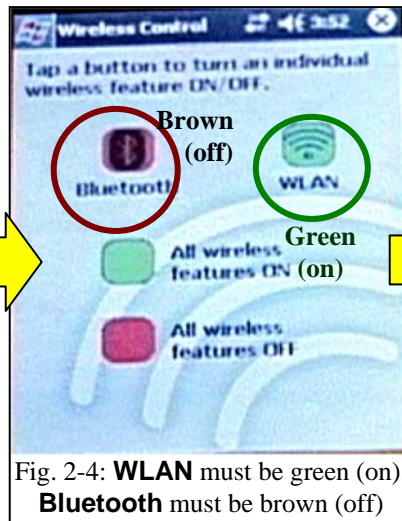 Wireless Control 3:52
Tap a button to turn an individual
wireless feature ON/OFF.
Brown
(off)
Bluetooth
WLAN
Green
(on)
All wireless
features ON
All wireless
features OFF
Fig. 2-4: WLAN must be green (on)
Bluetooth must be brown (off)